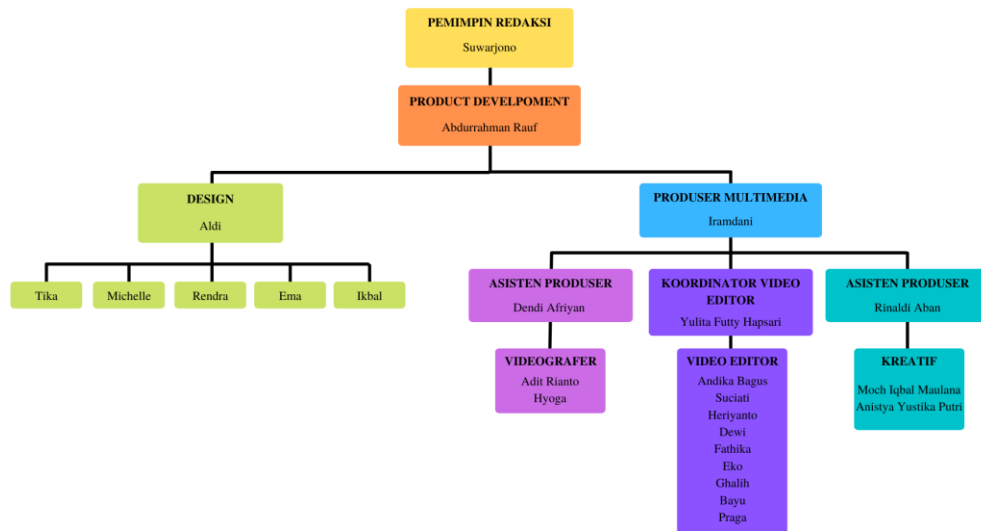 PEMIMPIN REDAKSI
Suwarjono
PRODUCT DEVELPOMENT
Abdurrahman Rauf
DESIGN
Aldi
PRODUSER MULTIMEDIA
Iramdani
Tika
Michelle
Rendra
Ema
Ikbal
ASISTEN PRODUSER
Dendi Afriyan
KOORDINATOR VIDEO
EDITOR
Yulita Futty Hapsari
ASISTEN PRODUSER
Rinaldi Aban
VIDEOGRAFER
Adit Rianto
Hyoga
VIDEO EDITOR
Andika Bagus
Suciati
Heriyanto
Dewi
Fathika
Eko
Ghalih
Bayu
Praga
KREATIF
Moch Iqbal Maulana
Anistya Yustika Putri